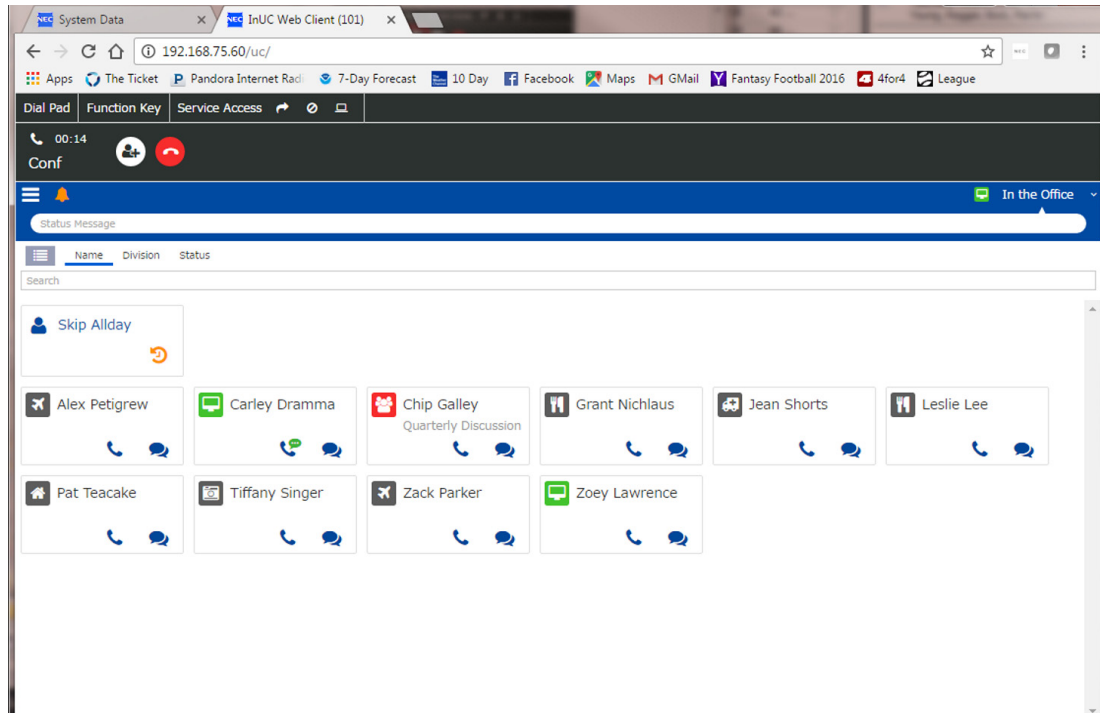 NEC System Data NEC InUC Web Client (101)
192.168.75.60/uc/
Apps The Ticket Pandora Internet Radi 7-Day Forecast 10 Day Facebook Maps GMail Fantasy Football 2016 4for4 League
Dial Pad Function Key Service Access
00:14
Conf
In the Office
Status Message
Name Division Status
Search
Skip Allday
Alex Petigrew Carley Dramma Chip Galley Grant Nichlaus Jean Shorts Leslie Lee
Quarterly Discussion
Pat Teacake Tiffany Singer Zack Parker Zoey Lawrence